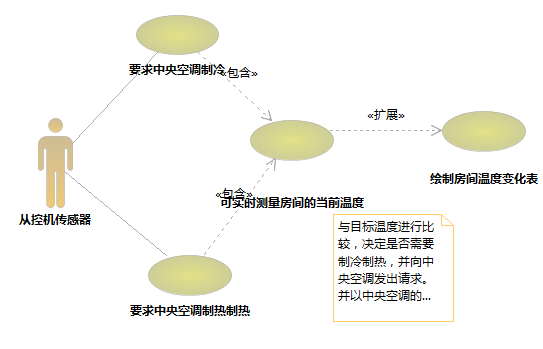 要求中央空调制冷
«包含»
«扩展»
绘制房间温度变化表
«包含»
可实时测量房间的当前温度
从控机传感器
与目标温度进行比
较，决定是否需要
制冷制热，并向中
央空调发出请求。
并以中央空调的...
要求中央空调制热制热